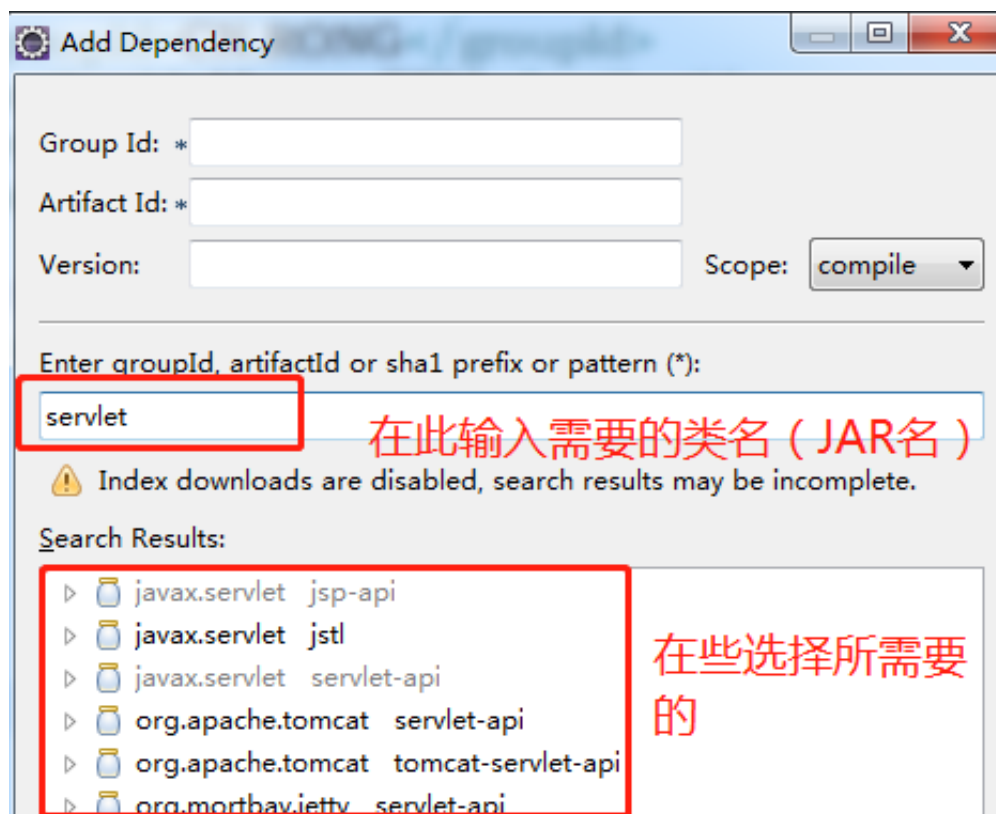 Add Dependency
Group Id: *
Artifact Id: *
Version:
Scope: compile
Enter groupId, artifactId or sha1 prefix or pattern (*):
servlet
在此输入需要的类名（JAR名）
Index downloads are disabled, search results may be incomplete.
Search Results:
javax.servlet jsp-api
javax.servlet jstl
javax.servlet servlet-api
org.apache.tomcat servlet-api
org.apache.tomcat tomcat-servlet-api
org.mortbay.jetty servlet-api
在些选择所需要
的